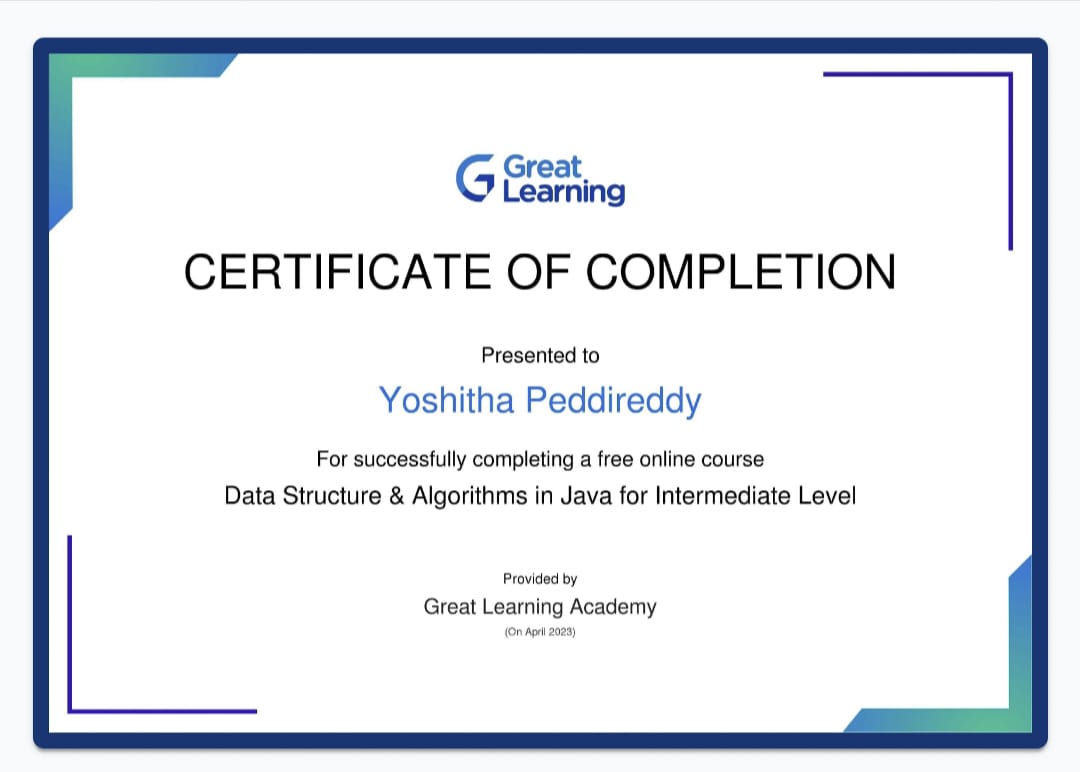 Great
Learning
CERTIFICATE OF COMPLETION
Presented to
Yoshitha Peddireddy
For successfully completing a free online course
Data Structure & Algorithms in Java for Intermediate Level
Provided by
Great Learning Academy
(On April 2023)